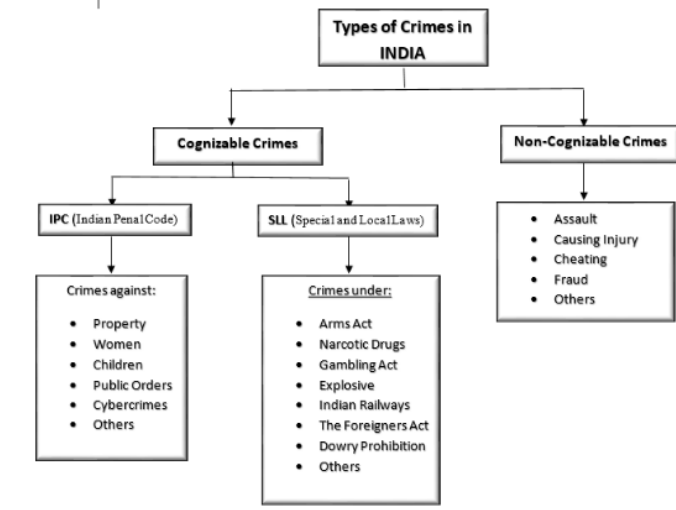 Types of Crimes in
INDIA
Cognizable Crimes
Non-Cognizable Crimes
IPC (Indian Penal Code)
SLL (Special and Local Laws)
Crimes against:
• Property
• Women
• Children
• Public Orders
• Cybercrimes
• Others
Crimes under:
• Arms Act
• Narcotic Drugs
• Gambling Act
• Explosive
• Indian Railways
• The Foreigners Act
• Dowry Prohibition
• Others
• Assault
• Causing Injury
• Cheating
• Fraud
• Others